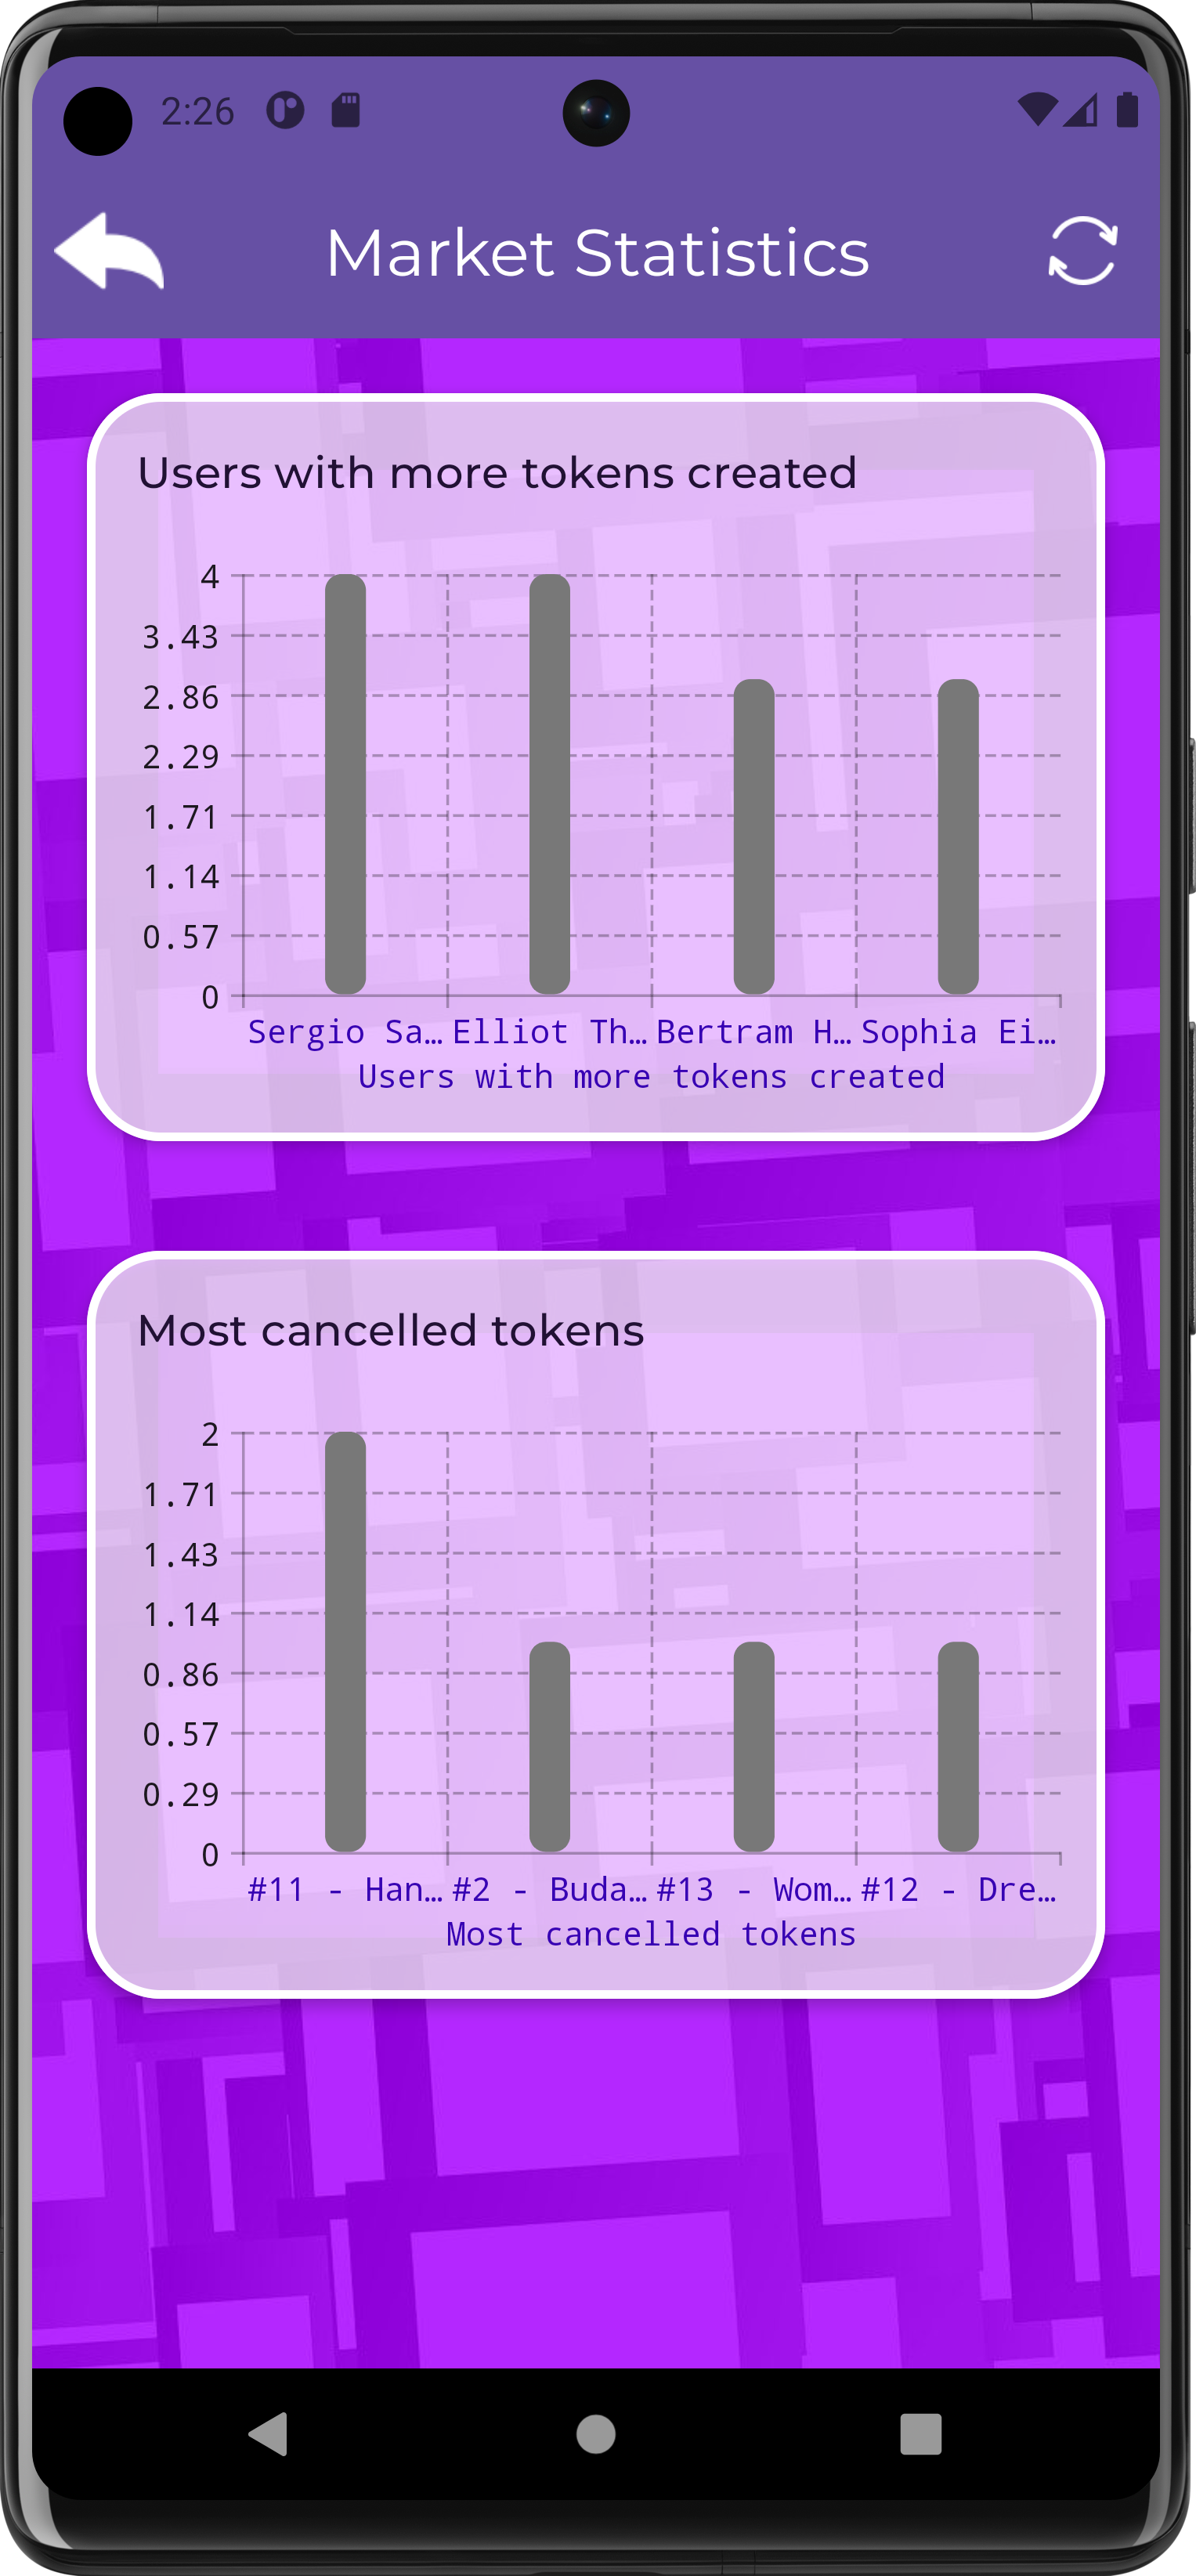 2:26
Market Statistics
Users with more tokens created
4
3.43
2.86
2.29
1.71
1.14
0.57
0
Sergio Sa… Elliot Th… Bertram H… Sophia Ei…
Users with more tokens created
Most cancelled tokens
2
1.71
1.43
1.14
0.86
0.57
0.29
0
#11 - Han… #2 - Buda… #13 - Wom… #12 - Dre…
Most cancelled tokens